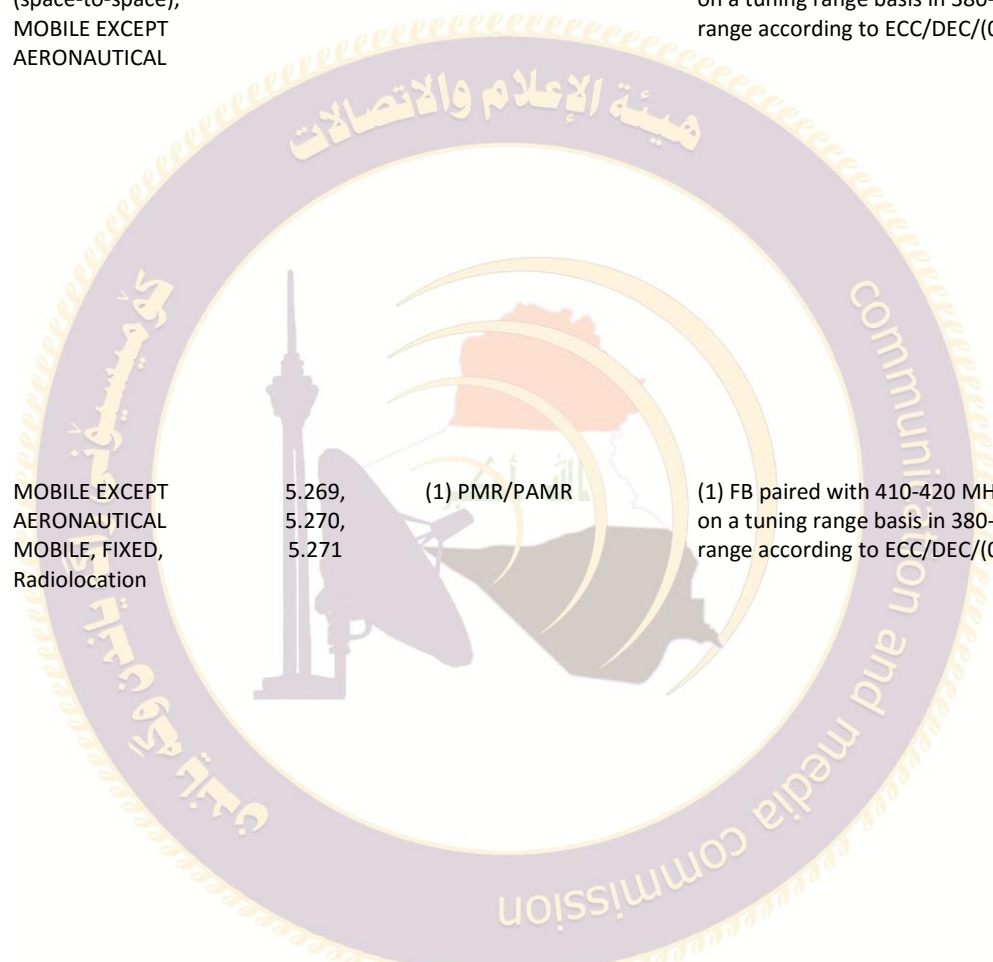 (space-to-space),
MOBILE EXCEPT
AERONAUTICAL
on a tuning range basis in 380-
range according to ECC/DEC/(0
هيئة الإعلام والاتصالات
communication and media commission
MOBILE EXCEPT 5.269, (1) PMR/PAMR (1) FB paired with 410-420 MH
AERONAUTICAL 5.270, on a tuning range basis in 380-
MOBILE, FIXED, 5.271 range according to ECC/DEC/(0
Radiolocation